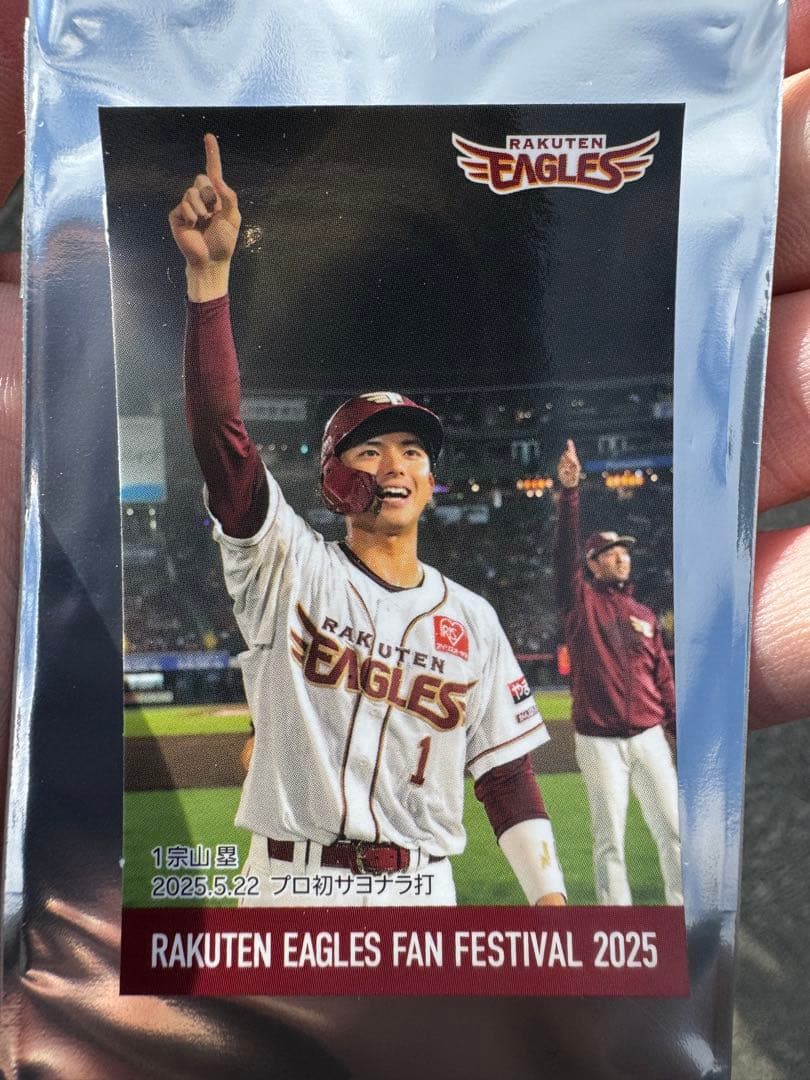 RAKUTEN
EAGLES
RAKUTEN
EAGLES
1
1宗山 塁
2025.5.22 プロ初サヨナラ打
RAKUTEN EAGLES FAN FESTIVAL 2025